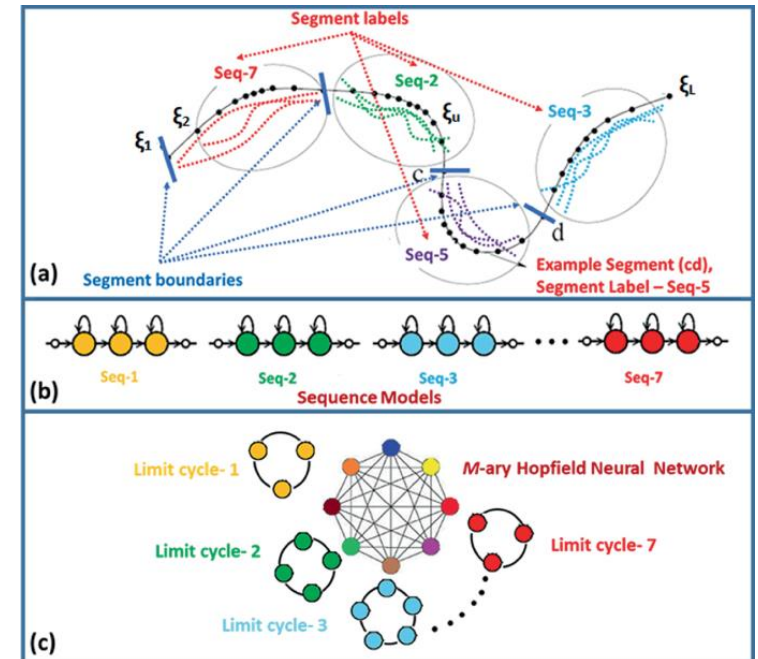 Segment labels
Seq-7
Seq-2
ξL
ξ2
ξu
Seq-3
ξ1
c
d
Seq-5
Segment boundaries
Example Segment (cd),
Segment Label – Seq-5
(a)
(b)
Seq-1
Seq-2
Seq-3
Seq-7
Sequence Models
Limit cycle- 1
M-ary Hopfield Neural Network
Limit cycle- 2
Limit cycle- 7
Limit cycle- 3
(c)